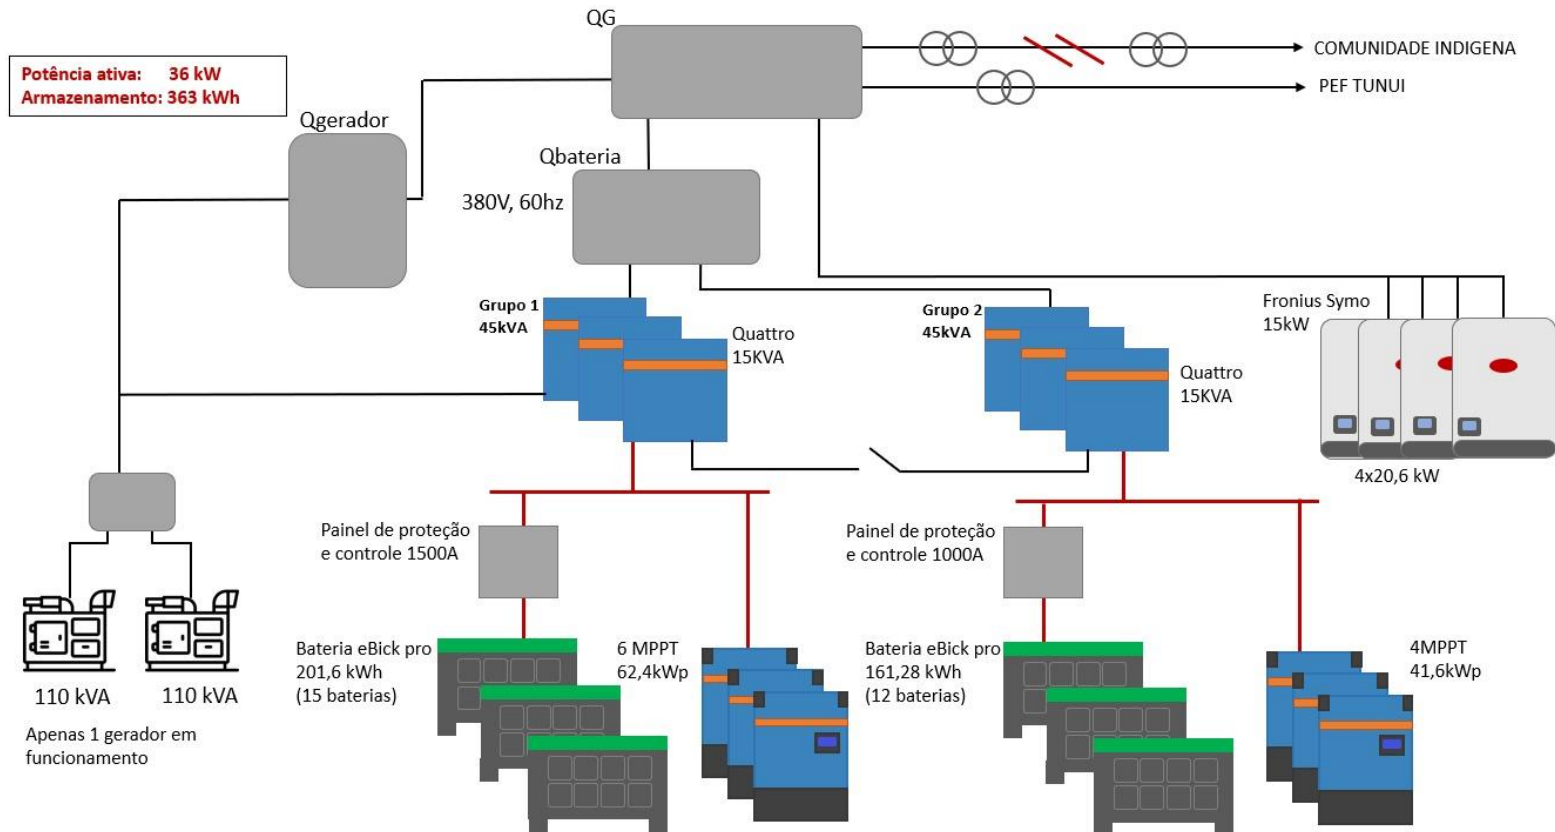 QG
Potência ativa: 36 kW
Armazenamento: 363 kWh
COMUNIDADE INDIGENA
PEF TUNUI
Qgerador
Qbateria
380V, 60hz
Grupo 1
45kVA
Quattro
15KVA
Grupo 2
45kVA
Quattro
15KVA
Fronius Symo
15kW
4x20,6 kW
Painel de proteção
e controle 1500A
Painel de proteção
e controle 1000A
Bateria eBick pro
201,6 kWh
(15 baterias)
6 MPPT
62,4kWp
Bateria eBick pro
161,28 kWh
(12 baterias)
4MPPT
41,6kWp
110 kVA
110 kVA
Apenas 1 gerador em
funcionamento